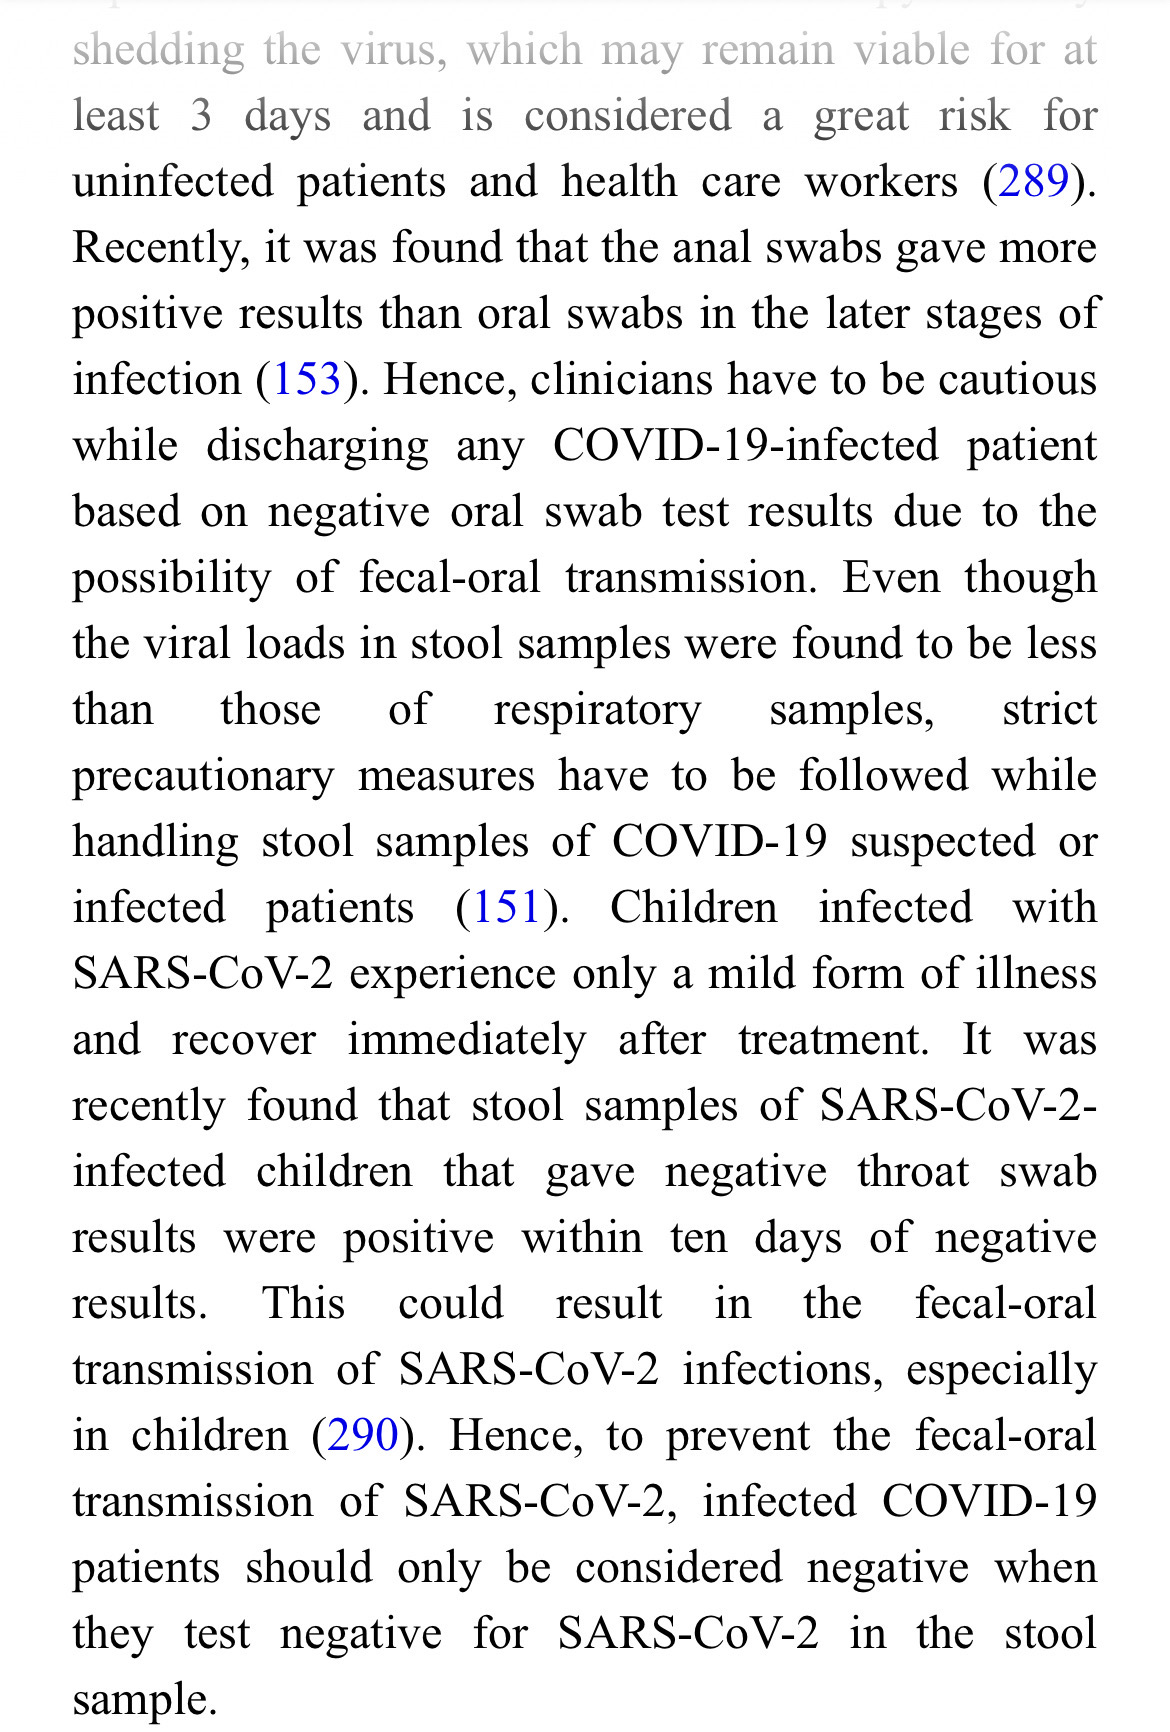 shedding the virus, which may remain viable for at
least 3 days and is considered a great risk for
uninfected patients and health care workers (289).
Recently, it was found that the anal swabs gave more
positive results than oral swabs in the later stages of
infection (153). Hence, clinicians have to be cautious
while discharging any COVID-19-infected patient
based on negative oral swab test results due to the
possibility of fecal-oral transmission. Even though
the viral loads in stool samples were found to be less
than those of respiratory samples, strict
precautionary measures have to be followed while
handling stool samples of COVID-19 suspected or
infected patients (151). Children infected with
SARS-CoV-2 experience only a mild form of illness
and recover immediately after treatment. It was
recently found that stool samples of SARS-CoV-2-
infected children that gave negative throat swab
results were positive within ten days of negative
results. This could result in the fecal-oral
transmission of SARS-CoV-2 infections, especially
in children (290). Hence, to prevent the fecal-oral
transmission of SARS-CoV-2, infected COVID-19
patients should only be considered negative when
they test negative for SARS-CoV-2 in the stool
sample.